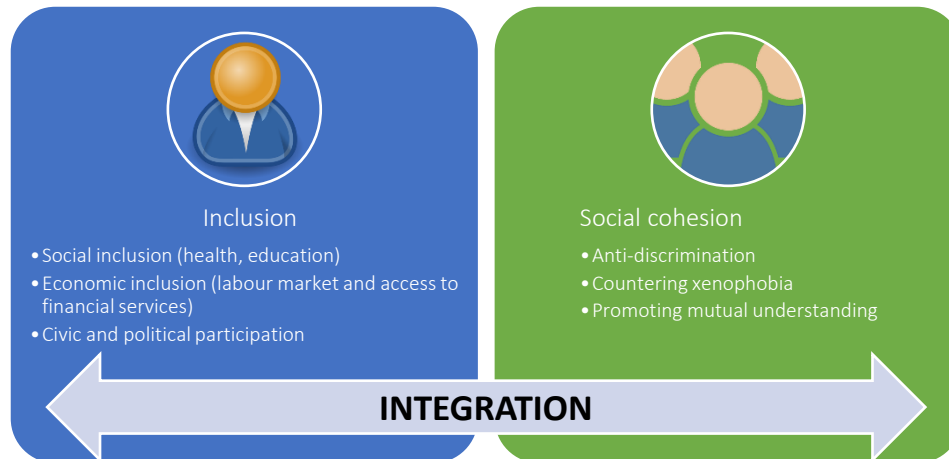 Inclusion
•Social inclusion (health, education)
•Economic inclusion (labour market and access to
financial services)
•Civic and political participation
Social cohesion
•Anti-discrimination
•Countering xenophobia
•Promoting mutual understanding
INTEGRATION